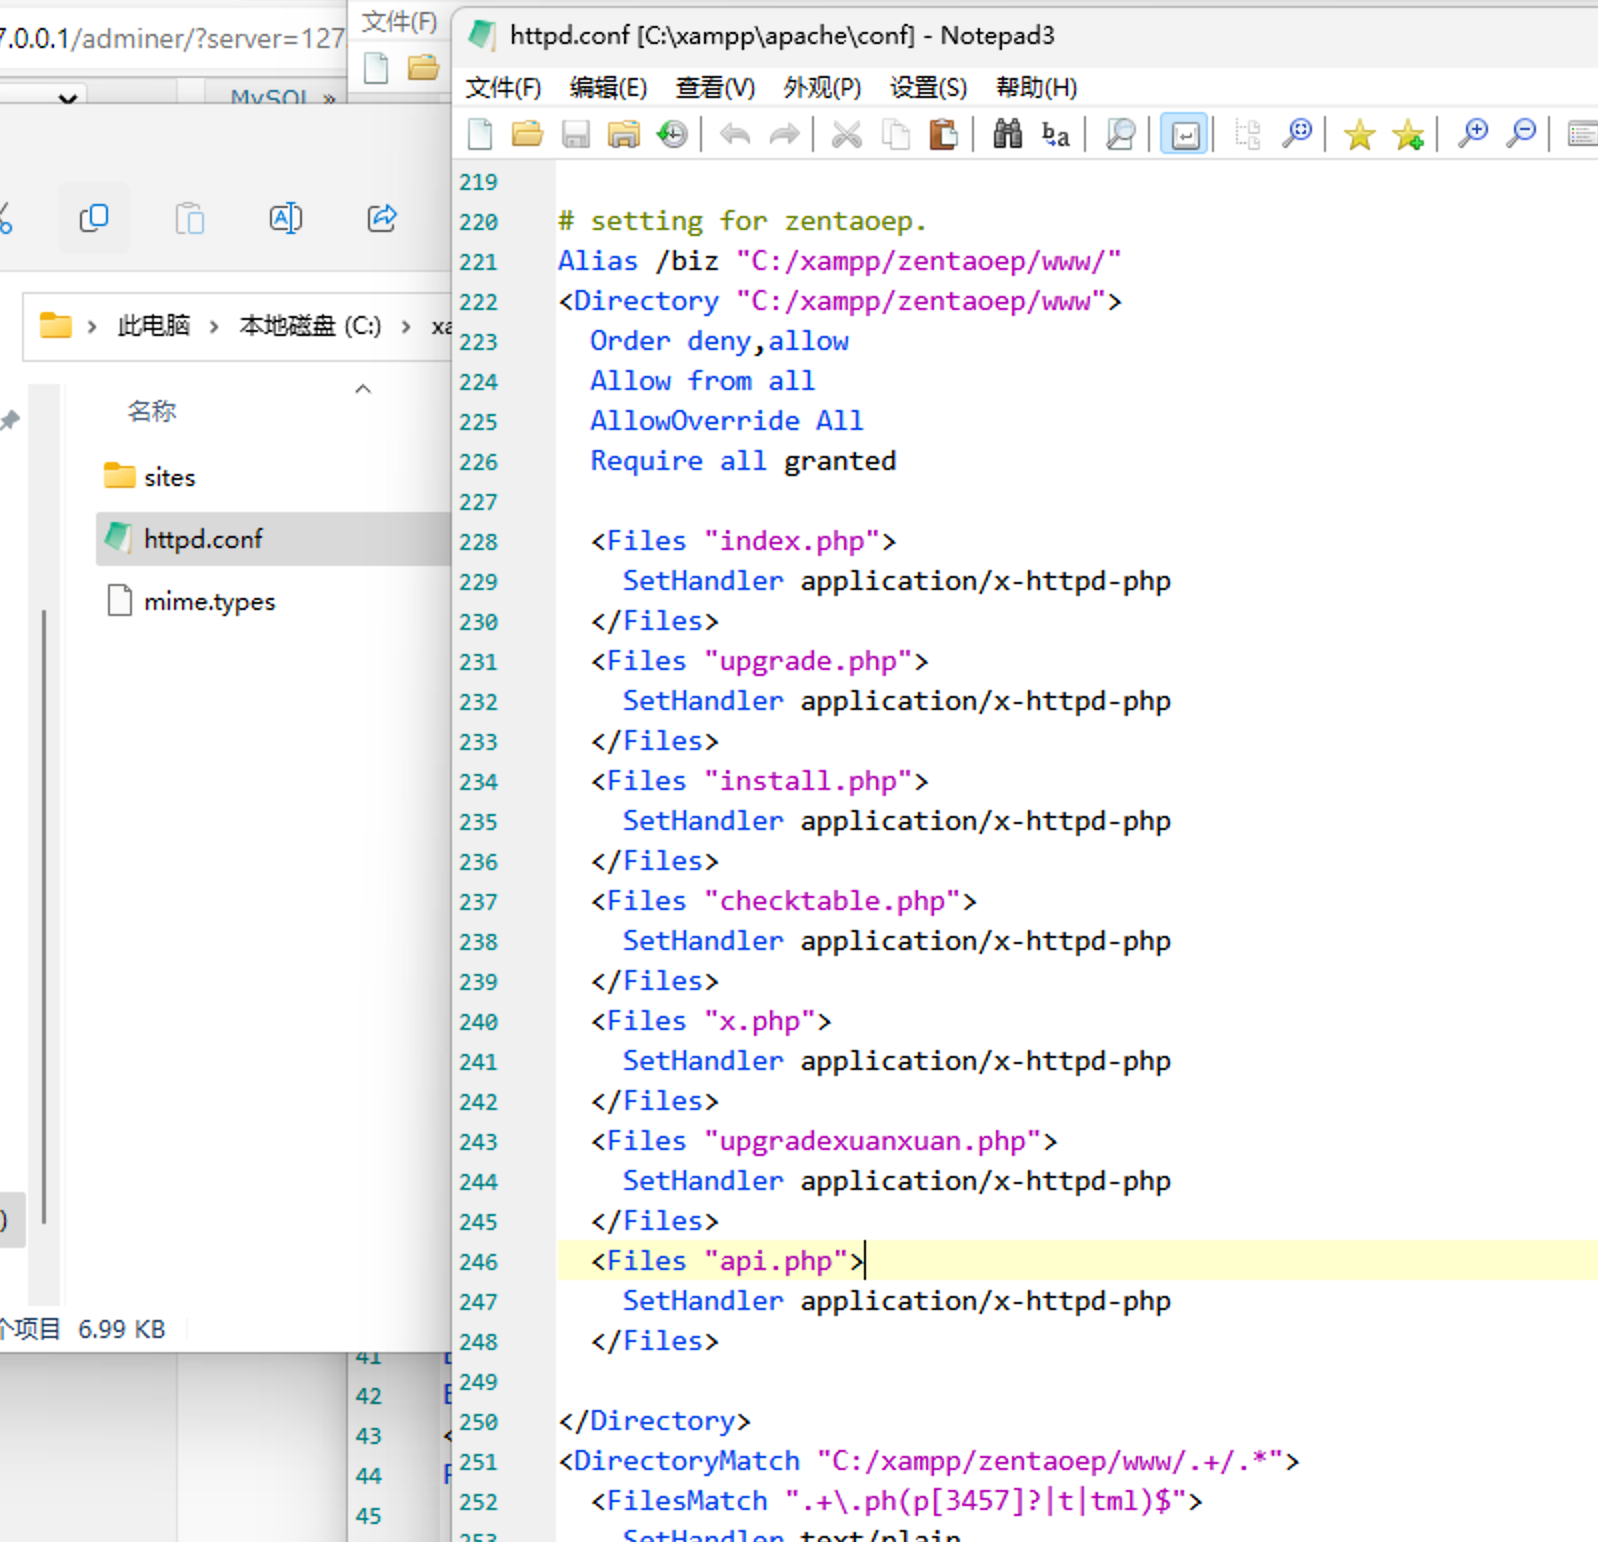 7.0.0.1/adminer/?server=127.
MySQL »
此电脑 > 本地磁盘 (C:) > xa
名称
sites
httpd.conf
mime.types
个项目 6.99 KB
文件(F)
41
42
43 <
44
45
httpd.conf [C:\xampp\apache\conf] - Notepad3
文件(F) 编辑(E) 查看(V) 外观(P) 设置(S) 帮助(H)
219
220 # setting for zentaoep.
221 Alias /biz "C:/xampp/zentaoep/www/"
222 <Directory "C:/xampp/zentaoep/www">
223 Order deny,allow
224 Allow from all
225 AllowOverride All
226 Require all granted
227
228 <Files "index.php">
229 SetHandler application/x-httpd-php
230 </Files>
231 <Files "upgrade.php">
232 SetHandler application/x-httpd-php
233 </Files>
234 <Files "install.php">
235 SetHandler application/x-httpd-php
236 </Files>
237 <Files "checktable.php">
238 SetHandler application/x-httpd-php
239 </Files>
240 <Files "x.php">
241 SetHandler application/x-httpd-php
242 </Files>
243 <Files "upgradexuanxuan.php">
244 SetHandler application/x-httpd-php
245 </Files>
246 <Files "api.php">
247 SetHandler application/x-httpd-php
248 </Files>
249
250 </Directory>
251 <DirectoryMatch "C:/xampp/zentaoep/www/.+/.*">
252 <FilesMatch ".+\.ph(p[3457]?|t|tml)$">
253 SetHandler text/plain